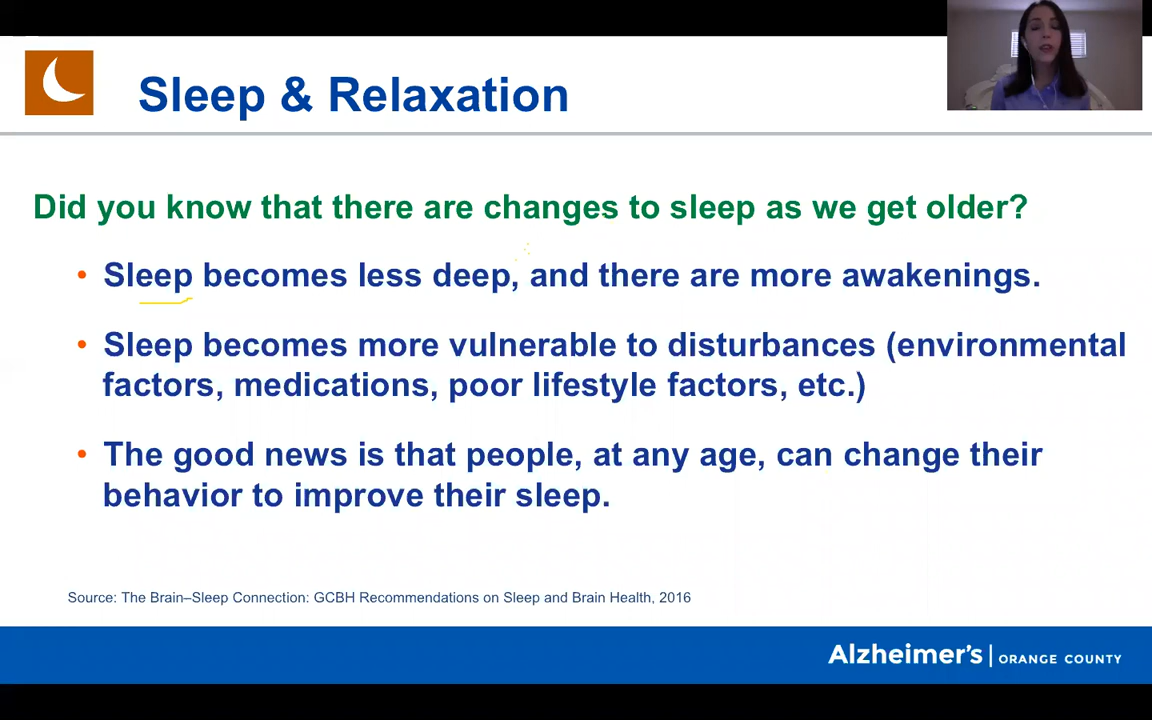 Sleep & Relaxation
Did you know that there are changes to sleep as we get older?
• Sleep becomes less deep, and there are more awakenings.
• Sleep becomes more vulnerable to disturbances (environmental
factors, medications, poor lifestyle factors, etc.)
• The good news is that people, at any age, can change their
behavior to improve their sleep.
Source: The Brain–Sleep Connection: GCBH Recommendations on Sleep and Brain Health, 2016
Alzheimer's | ORANGE COUNTY